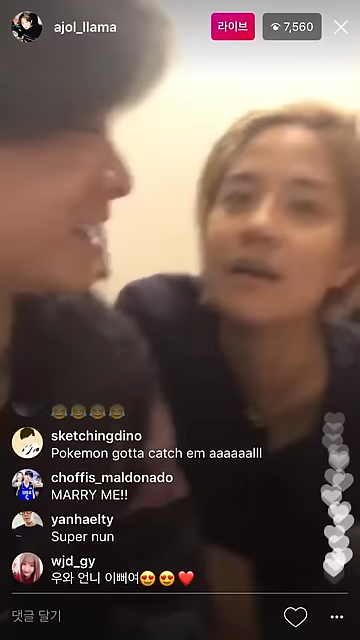 ajol_llama
라이브
7,560
😂😂😂😂
sketchingdino
Pokemon gotta catch em aaaaaalll
choffis_maldonado
MARRY ME!!
yanhaelty
Super nun
wjd_gy
우와 언니 이뻐여😍😍❤️
댓글 달기